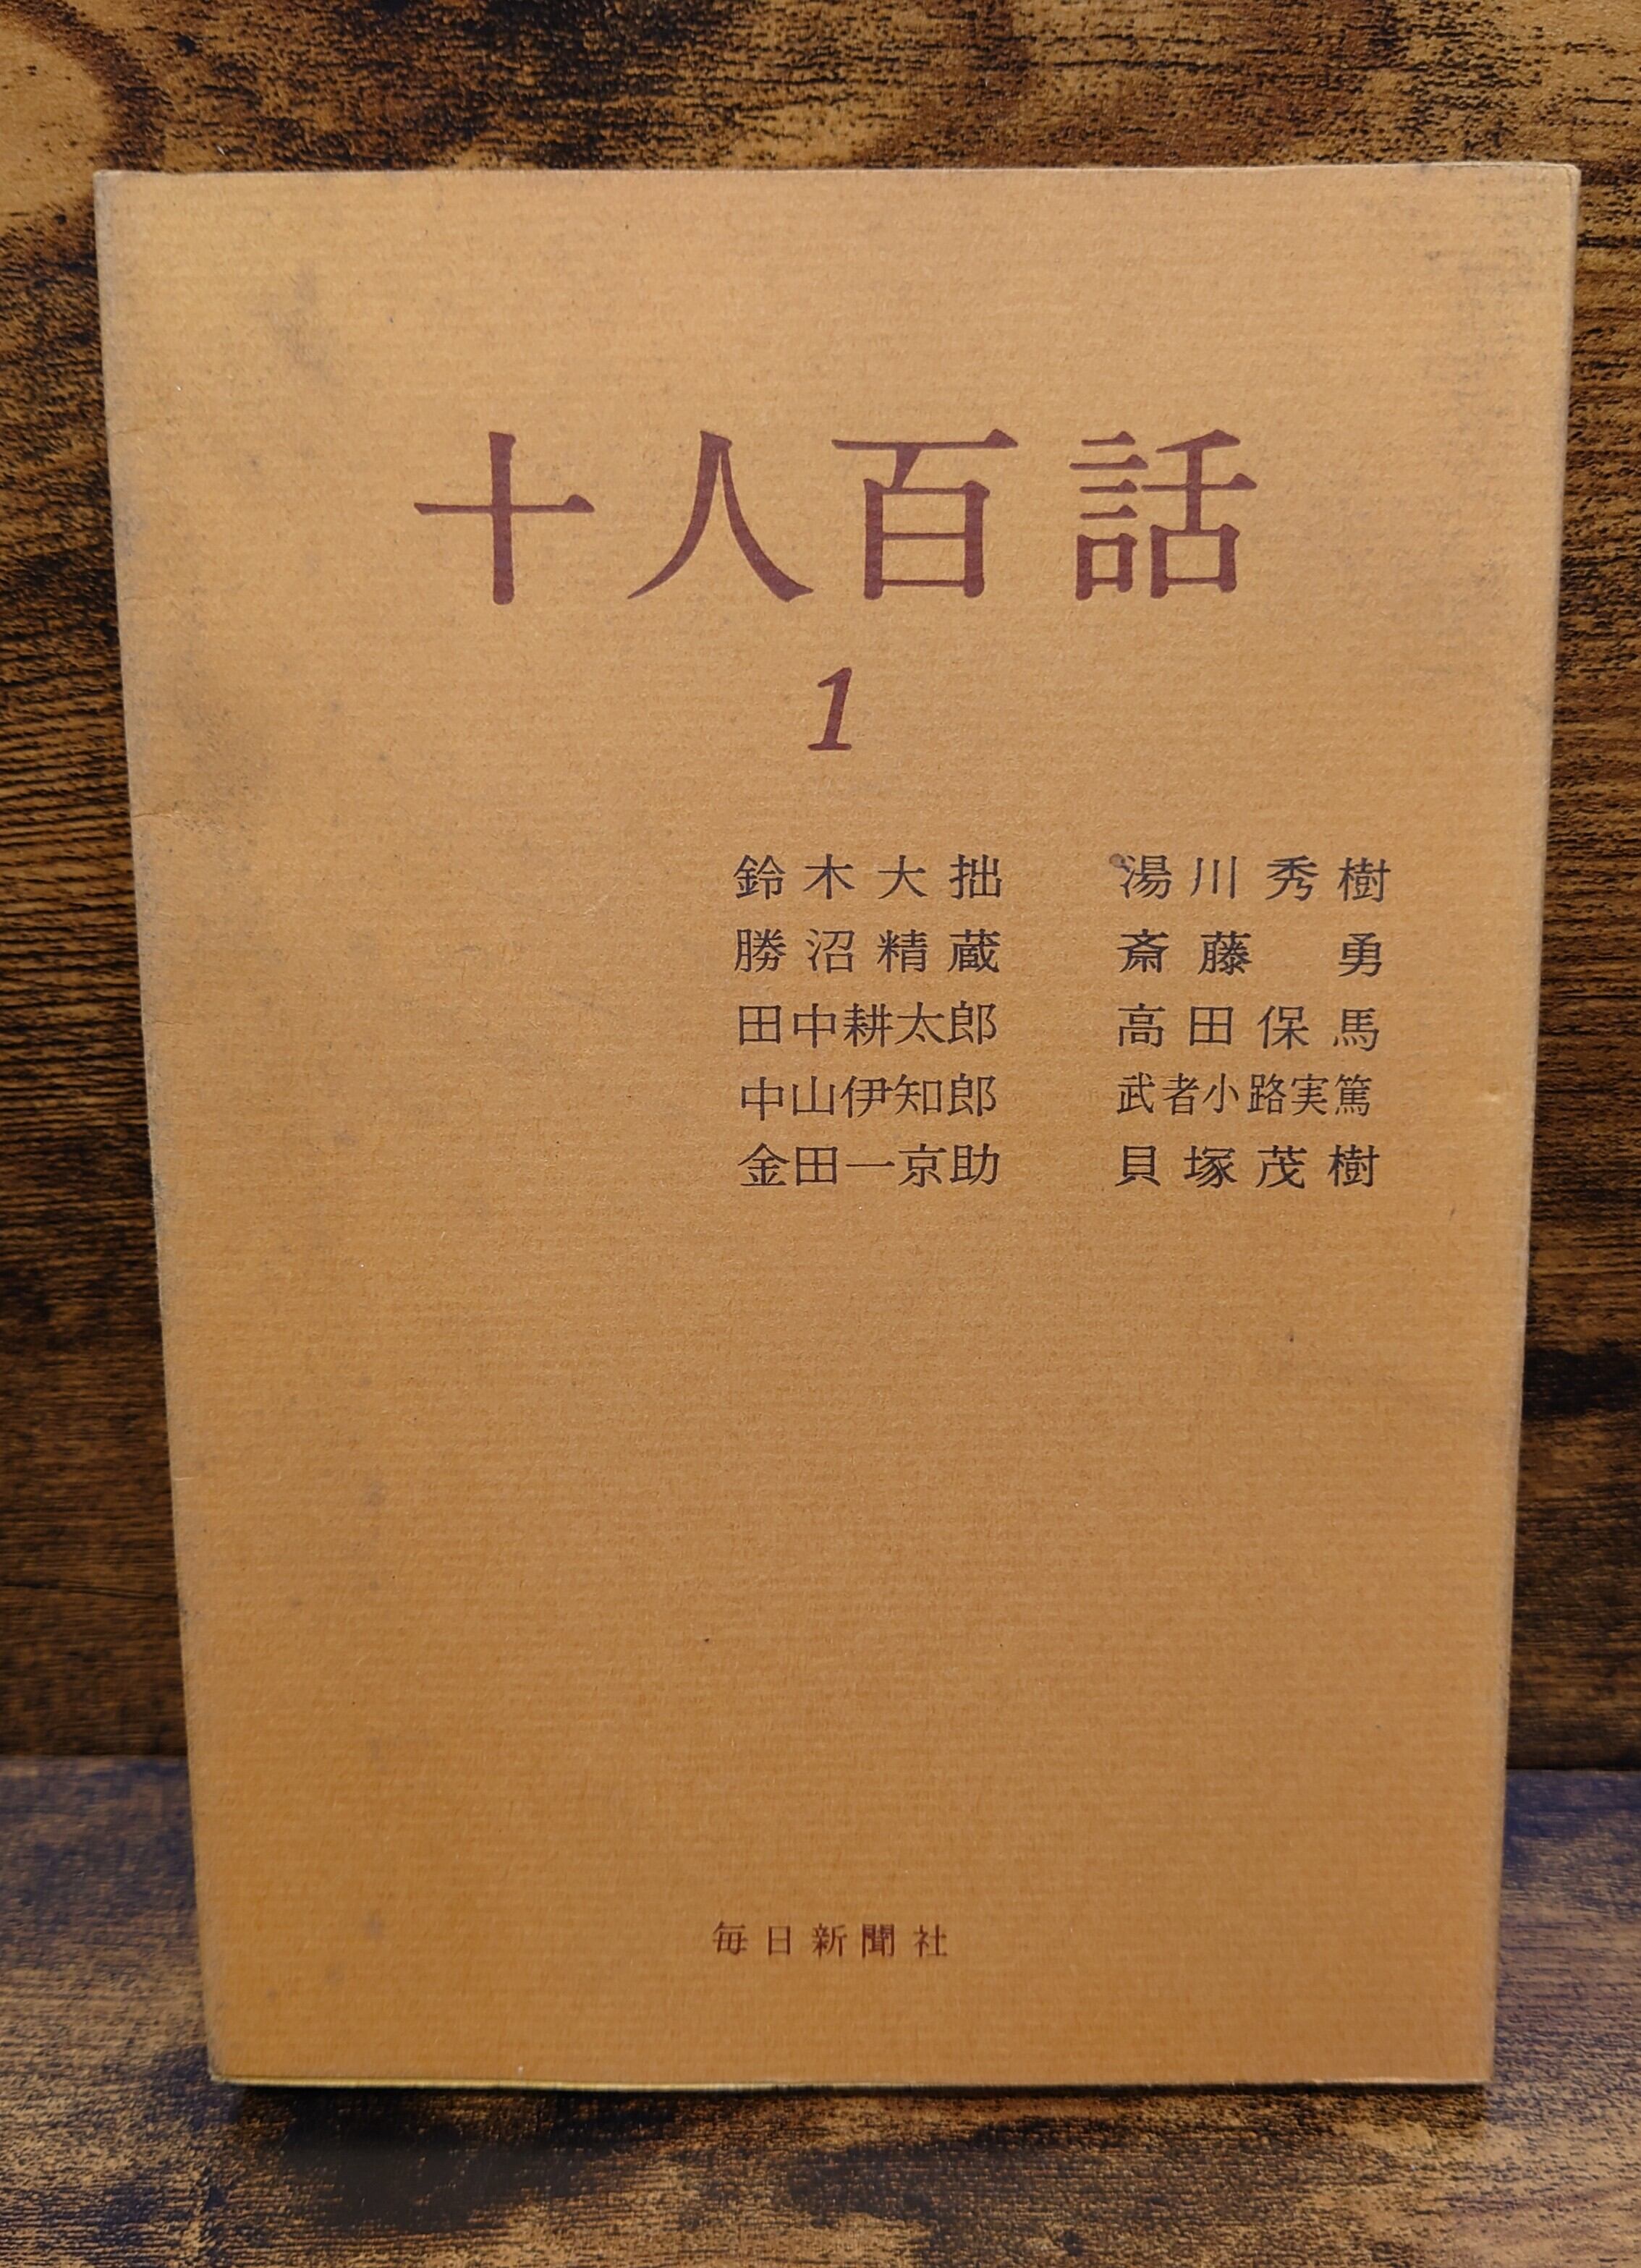 十人百話
1
鈴木大拙 湯川秀樹
勝沼精蔵 斎藤勇
田中耕太郎 高田保馬
中山伊知郎 武者小路実篤
金田一京助 貝塚茂樹
毎日新聞社